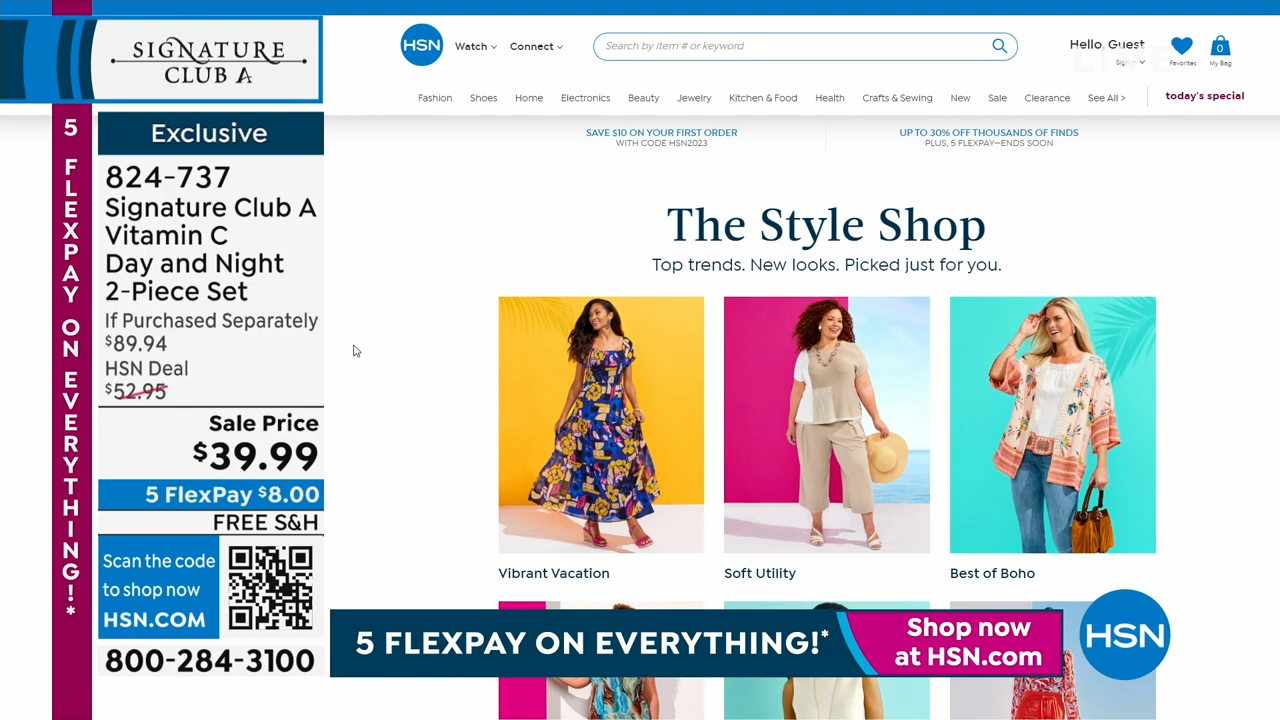 SIGNATURE
CLUB A
5 FLEXPAY ON EVERYTHING!*
Exclusive
824-737
Signature Club A
Vitamin C
Day and Night
2-Piece Set
If Purchased Separately
$89.94
HSN Deal
$52.95
Sale Price
$39.99
5 FlexPay $8.00
FREE S&H
Scan the code
to shop now
HSN.COM
800-284-3100
HSN
Watch
Connect
Search by item # or keyword
Hello, Guest
Sign in
Favorites
0
My Bag
LIVE
Fashion Shoes Home Electronics Beauty Jewelry Kitchen & Food Health Crafts & Sewing New Sale Clearance See All > today's special
SAVE $10 ON YOUR FIRST ORDER
WITH CODE HSN2023
UP TO 30% OFF THOUSANDS OF FINDS
PLUS, 5 FLEXPAY—ENDS SOON
The Style Shop
Top trends. New looks. Picked just for you.
Vibrant Vacation
Soft Utility
Best of Boho
5 FLEXPAY ON EVERYTHING!*
Shop now
at HSN.com
HSN